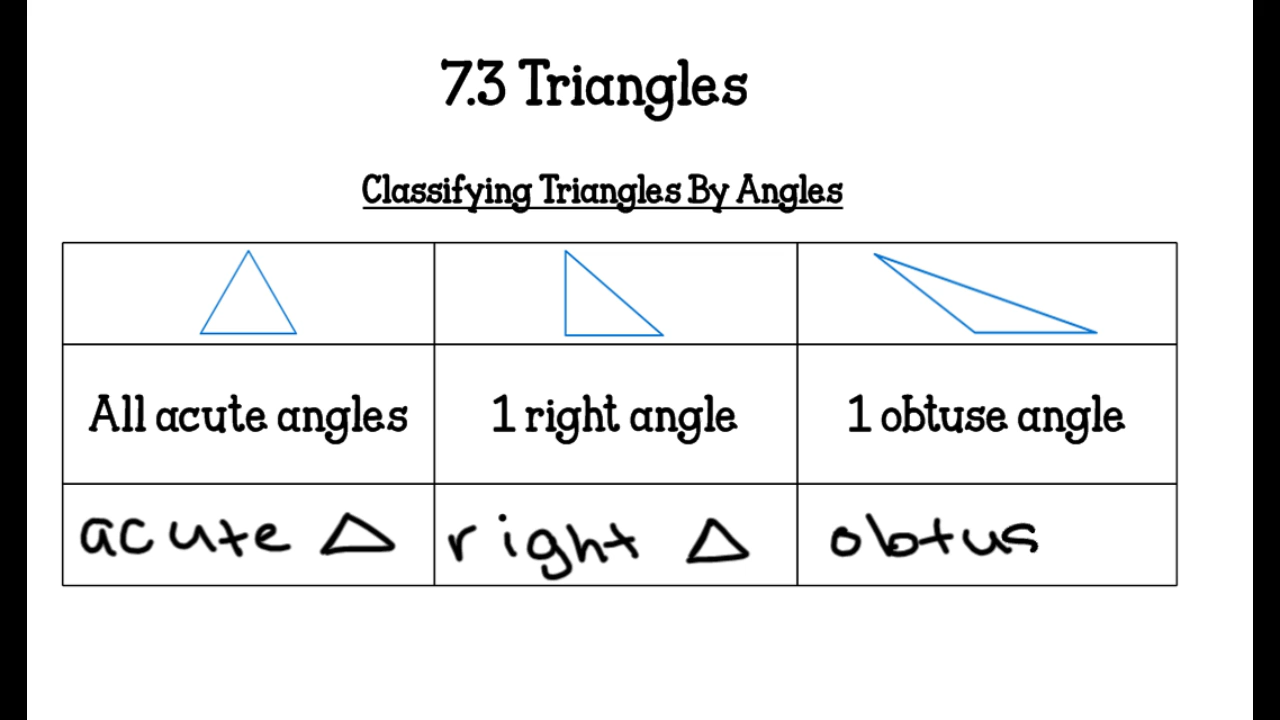 7.3 Triangles
Classifying Triangles By Angles
All acute angles 1 right angle 1 obtuse angle
acute △ right △ obtus